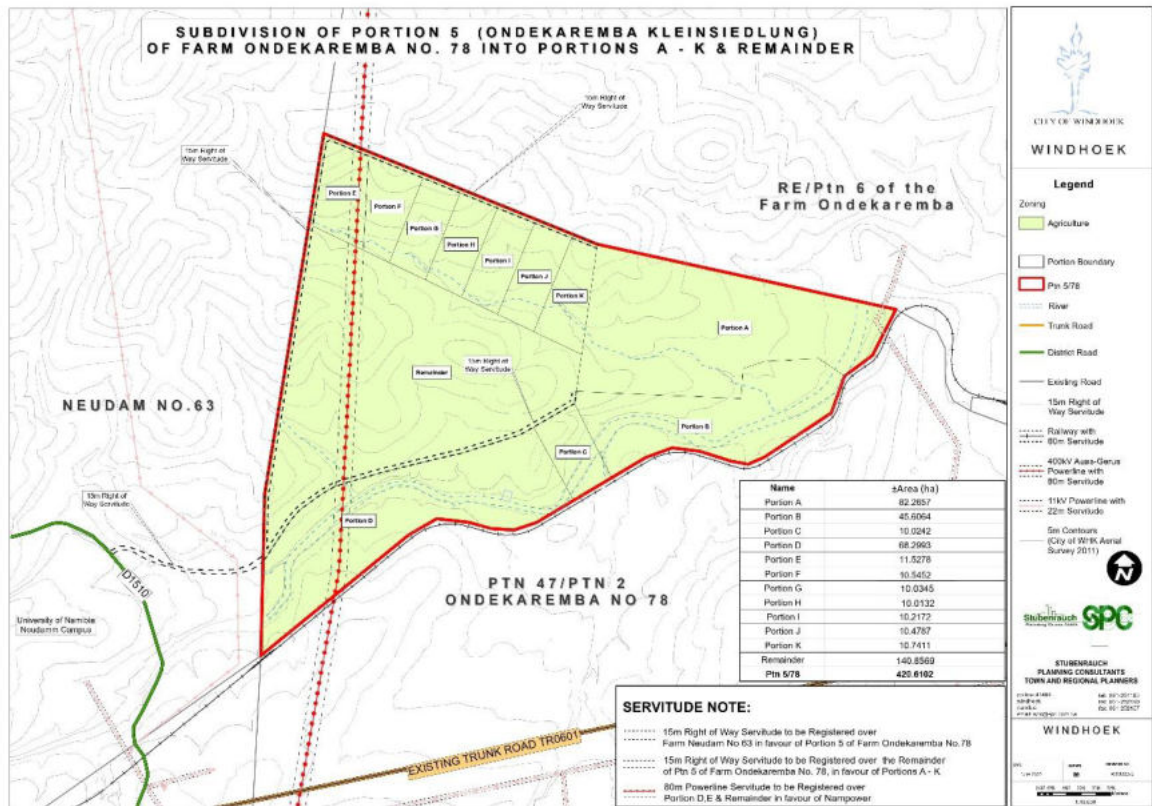 SUBDIVISION OF PORTION 5 (ONDEKAREMBA KLEINSIEDLUNG)
OF FARM ONDEKAREMBA NO. 78 INTO PORTIONS A - K & REMAINDER
15m Right of
Way Servitude
15m Right of
Way Servitude
RE/Ptn 6 of the
Farm Ondekaremba
Portion E
Portion F
Portion G
Portion H
Portion I
Portion J
Portion K
Portion A
Remainder
15m Right of
Way Servitude
NEUDAM NO.63
Portion B
Portion C
Portion D
15m Right of
Way Servitude
D1510
University of Namibia
Neudamm Campus
PTN 47/PTN 2
ONDEKAREMBA NO 78
EXISTING TRUNK ROAD TR0601
Name ±Area (ha)
Portion A 82.2657
Portion B 45.6064
Portion C 10.0242
Portion D 68.2993
Portion E 11.5278
Portion F 10.5452
Portion G 10.0345
Portion H 10.0132
Portion I 10.2172
Portion J 10.4787
Portion K 10.7411
Remainder 140.8569
Ptn 5/78 420.6102
SERVITUDE NOTE:
15m Right of Way Servitude to be Registered over
Farm Neudam No 63 in favour of Portion 5 of Farm Ondekaremba No.78
15m Right of Way Servitude to be Registered over the Remainder
of Ptn 5 of Farm Ondekaremba No. 78, in favour of Portions A - K
80m Powerline Servitude to be Registered over
Portion D,E & Remainder in favour of Nampower
CITY OF WINDHOEK
WINDHOEK
Legend
Zoning
Agriculture
Portion Boundary
Ptn 5/78
River
Trunk Road
District Road
Existing Road
15m Right of
Way Servitude
Railway with
60m Servitude
400kV Auas-Gerus
Powerline with
80m Servitude
11kV Powerline with
22m Servitude
5m Contours
(City of WHK Aerial
Survey 2011)
N
Stubenrauch
SPC
STUBENRAUCH
PLANNING CONSULTANTS
TOWN AND REGIONAL PLANNERS
WINDHOEK